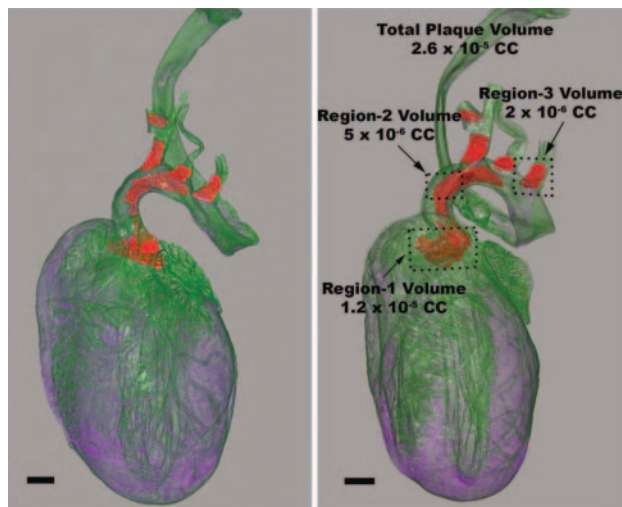 Total Plaque Volume
2.6 x 10⁻⁵ CC
Region-3 Volume
2 x 10⁻⁶ CC
Region-2 Volume
5 x 10⁻⁶ CC
Region-1 Volume
1.2 x 10⁻⁵ CC